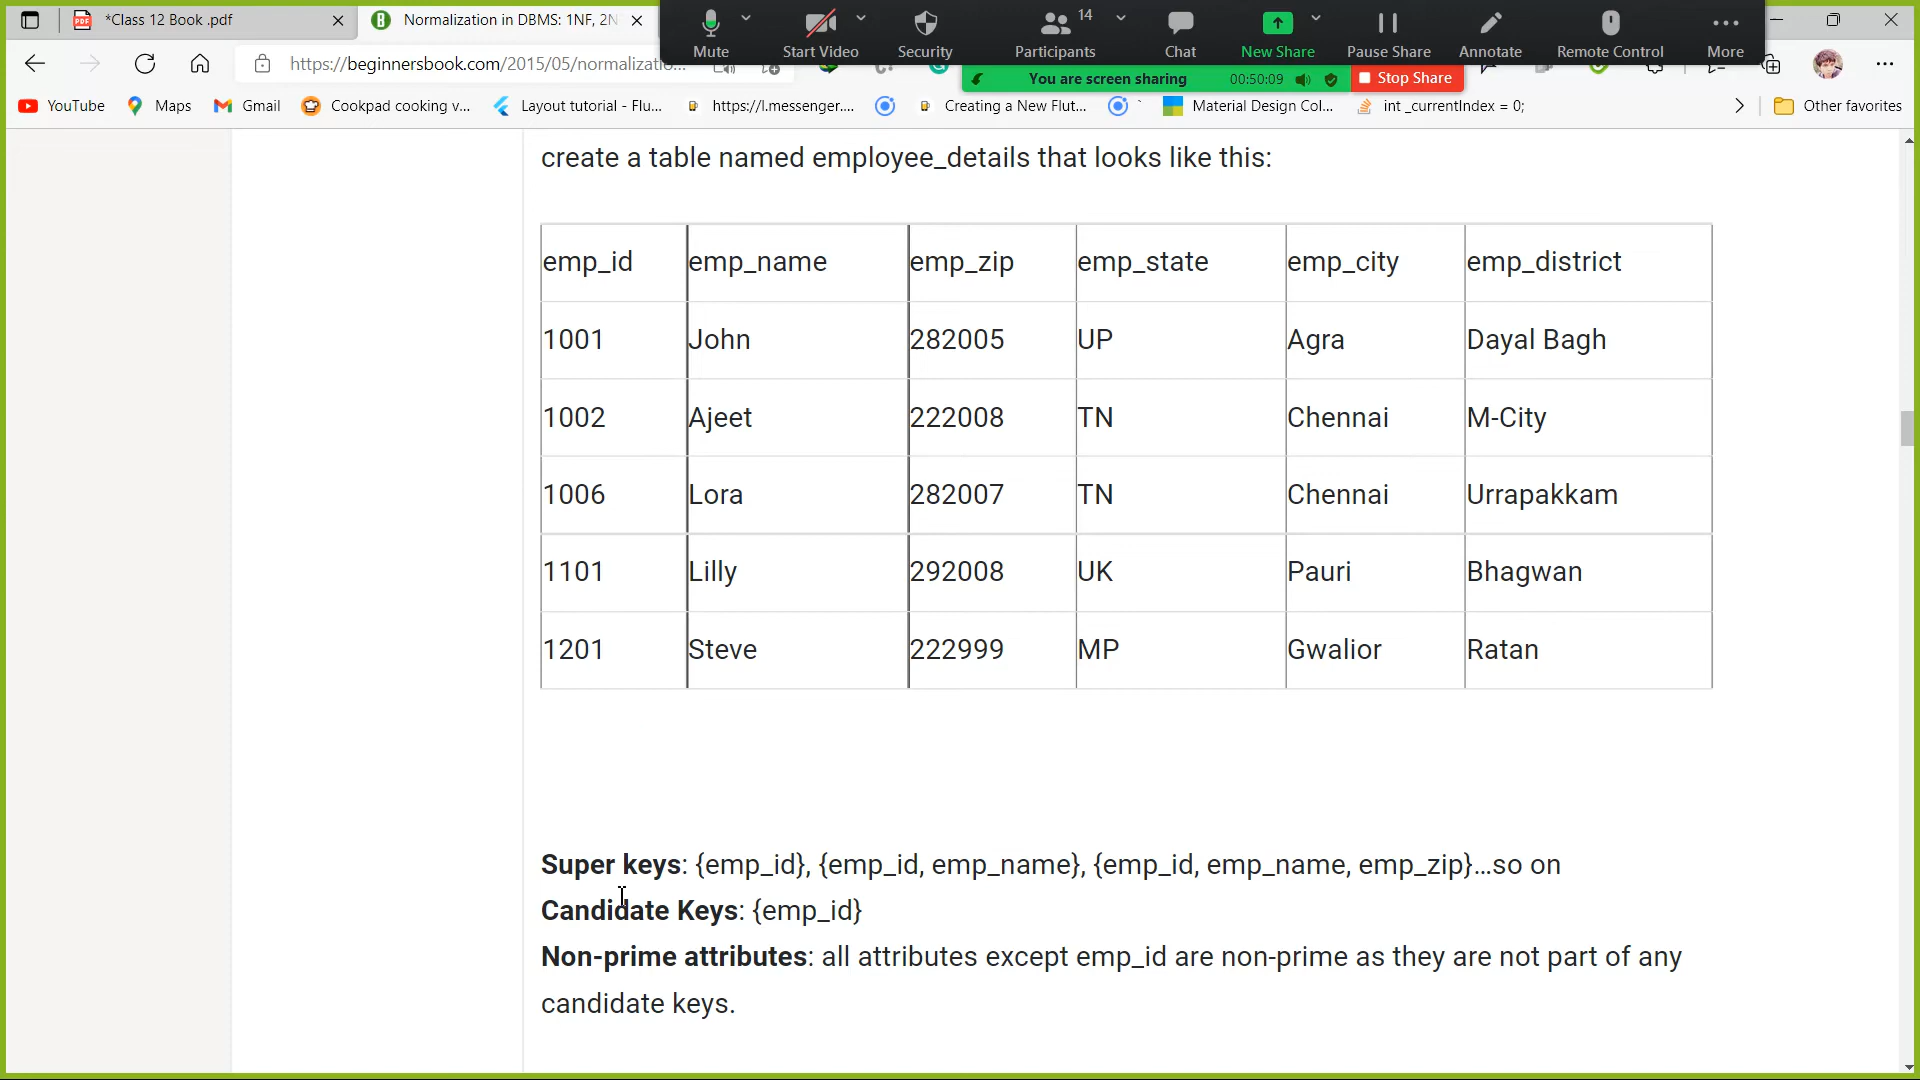 *Class 12 Book .pdf
Normalization in DBMS: 1NF, 2N
14
Mute
Start Video
Security
Participants
Chat
New Share
Pause Share
Annotate
Remote Control
More
https://beginnersbook.com/2015/05/normalizatio...
You are screen sharing
00:50:09
Stop Share
YouTube
Maps
Gmail
Cookpad cooking v...
Layout tutorial - Flu...
https://l.messenger....
Creating a New Flut...
Material Design Col...
int _currentIndex = 0;
Other favorites
create a table named employee_details that looks like this:
emp_id emp_name emp_zip emp_state emp_city emp_district
1001 John 282005 UP Agra Dayal Bagh
1002 Ajeet 222008 TN Chennai M-City
1006 Lora 282007 TN Chennai Urrapakkam
1101 Lilly 292008 UK Pauri Bhagwan
1201 Steve 222999 MP Gwalior Ratan
Super keys: {emp_id}, {emp_id, emp_name}, {emp_id, emp_name, emp_zip}...so on
Candidate Keys: {emp_id}
Non-prime attributes: all attributes except emp_id are non-prime as they are not part of any
candidate keys.